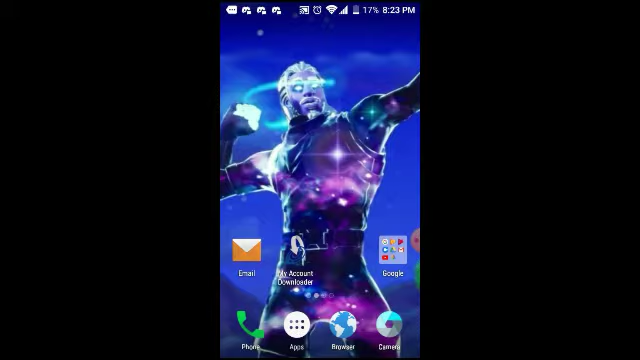 17% 8:23 PM
Email
My Account
Downloader
Google
Phone
Apps
Browser
Camera